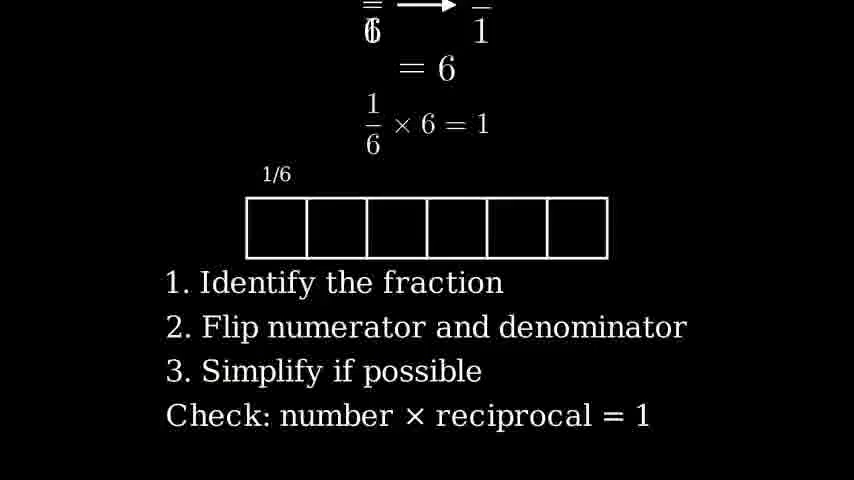 1
= 6
1/6 × 6 = 1
1/6
1. Identify the fraction
2. Flip numerator and denominator
3. Simplify if possible
Check: number × reciprocal = 1